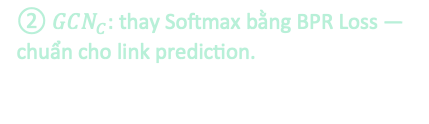 ② 𝐺𝐶𝑁_𝐶: thay Softmax bằng BPR Loss —
chuẩn cho link prediction.